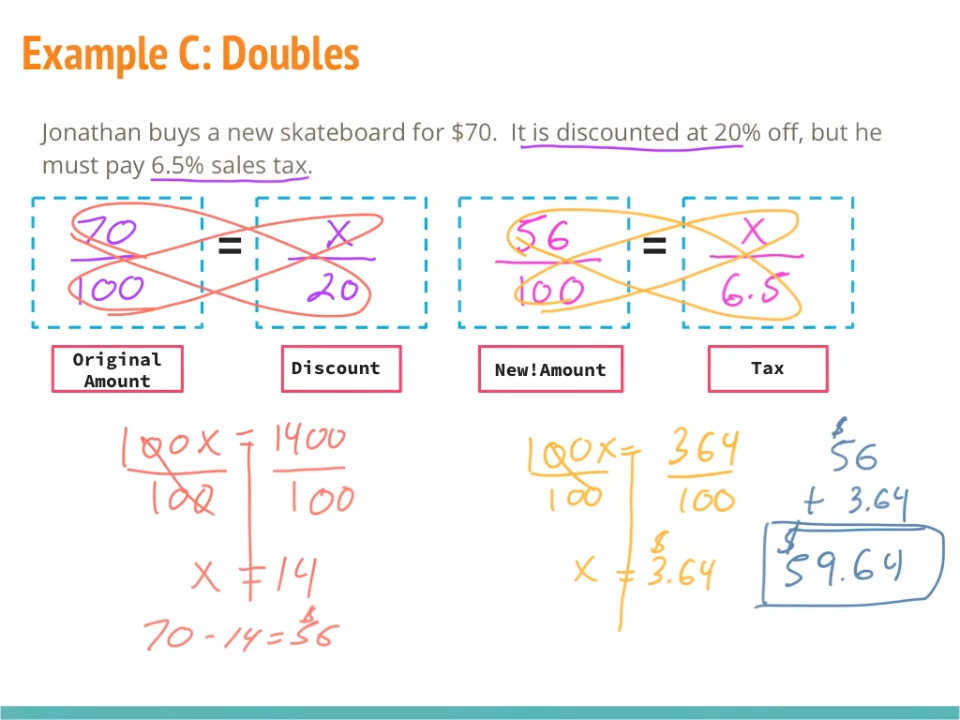 Example C: Doubles
Jonathan buys a new skateboard for $70. It is discounted at 20% off, but he
must pay 6.5% sales tax.
70 = x
100 20
56 = x
100 6.5
Original
Amount
Discount
New!Amount
Tax
100x = 1400
100 100
x = 14
70 - 14 = $56
100x = 364
100 100
x = $3.64
$56
+ 3.64
$59.64